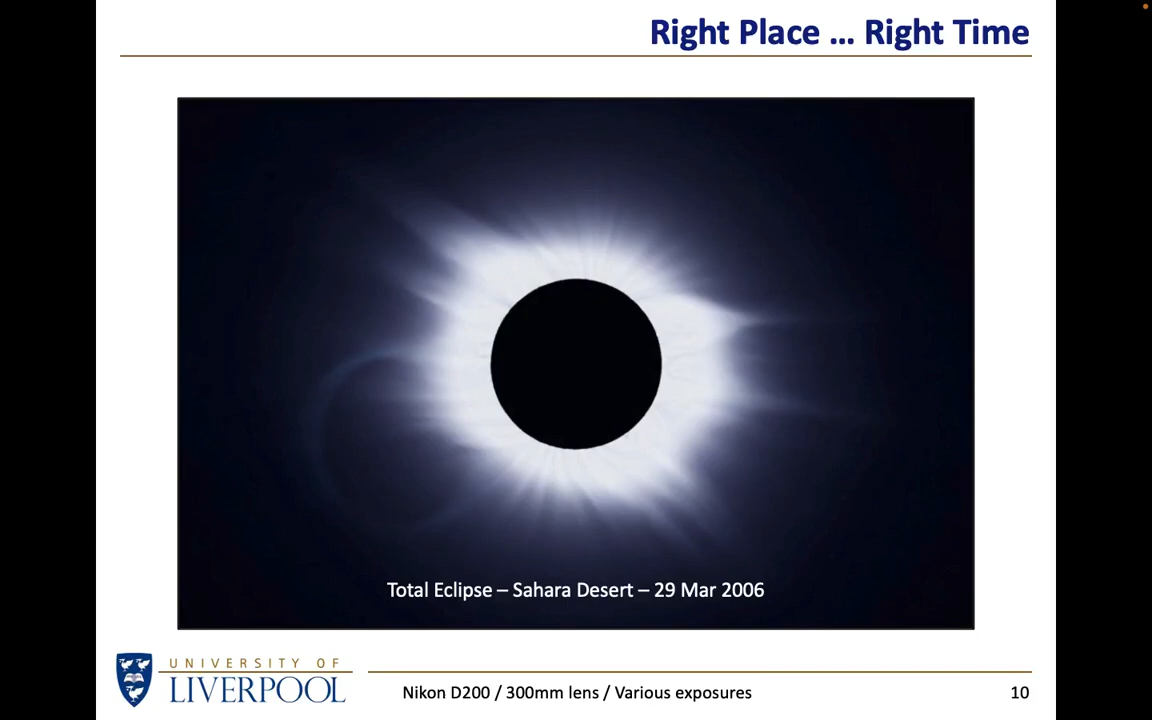 Right Place ... Right Time
Total Eclipse – Sahara Desert – 29 Mar 2006
UNIVERSITY OF
LIVERPOOL
Nikon D200 / 300mm lens / Various exposures
10